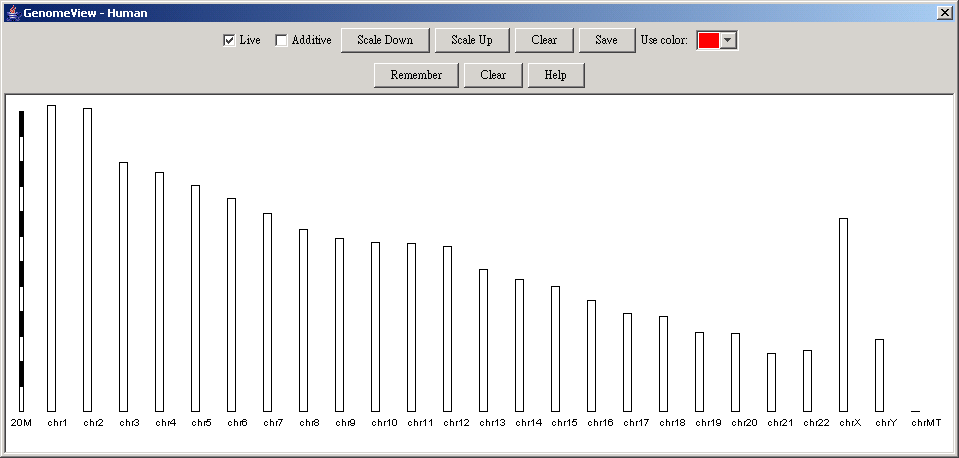 GenomeView - Human
Live Additive Scale Down Scale Up Clear Save Use color:
Remember Clear Help
20M chr1 chr2 chr3 chr4 chr5 chr6 chr7 chr8 chr9 chr10 chr11 chr12 chr13 chr14 chr15 chr16 chr17 chr18 chr19 chr20 chr21 chr22 chrX chrY chrMT